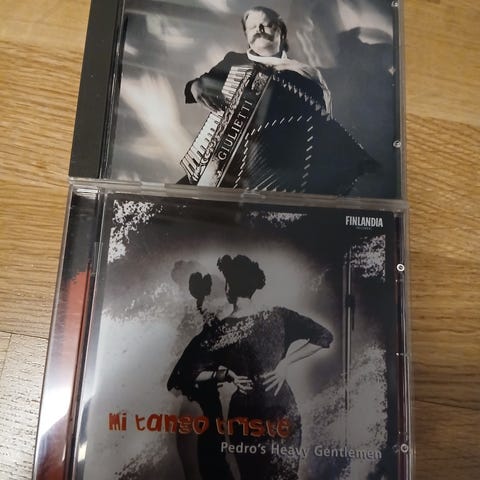 GIULIETTI
FINLANDIA
mi tango triste
Pedro's Heavy Gentlemen